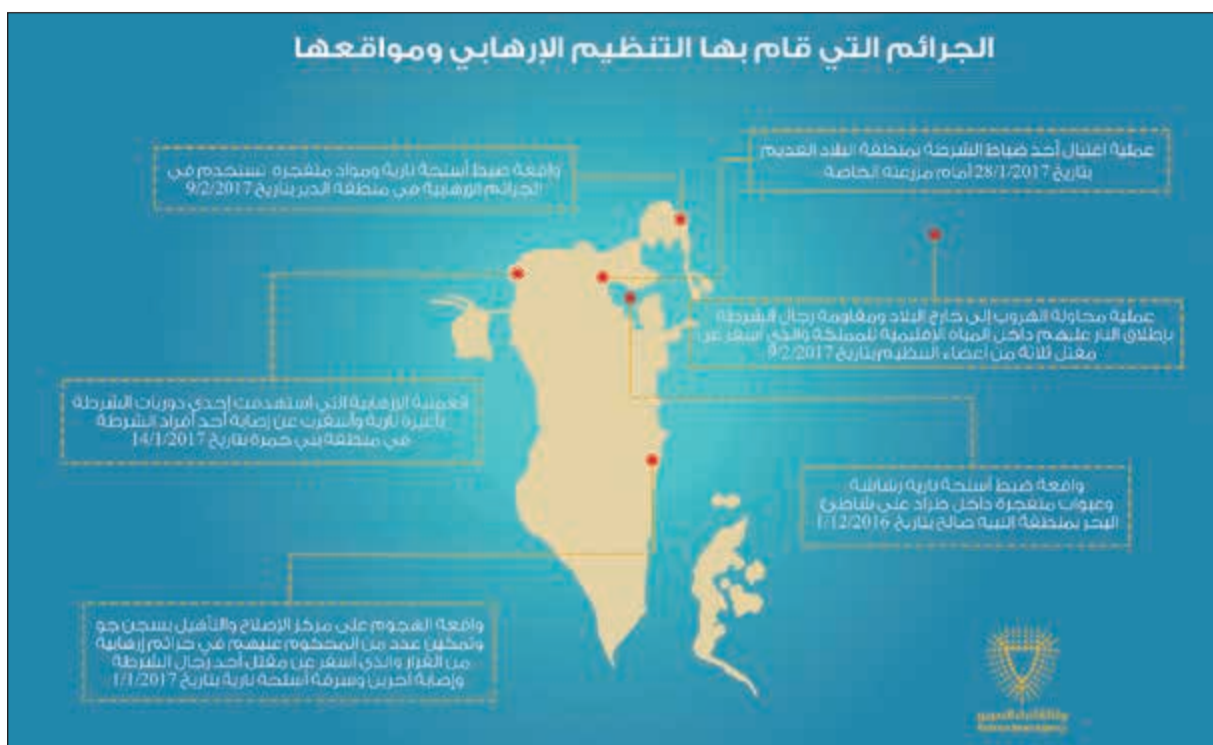 الجرائم التي قام بها التنظيم الإرهابي ومواقعها
عملية اغتيال أحد ضباط الشرطة بمنطقة البلاد القديم
بتاريخ 28/1/2017 أمام مزرعته الخاصة
واقعة ضبط أسلحة نارية ومواد متفجرة تستخدم في
الجرائم الإرهابية في منطقة الدير بتاريخ 9/2/2017
عملية محاولة الهروب إلى خارج البلاد ومقاومة رجال الشرطة
بإطلاق النار عليهم داخل المياه الإقليمية للمملكة والذي أسفر عن
مقتل ثلاثة من أعضاء التنظيم بتاريخ 9/2/2017
العملية الإرهابية التي استهدفت إحدى دوريات الشرطة
بأعيرة نارية وأسفرت عن إصابة أحد أفراد الشرطة
في منطقة بني جمرة بتاريخ 14/1/2017
واقعة ضبط أسلحة نارية رشاشة
وعبوات متفجرة داخل طراد على شاطئ
البحر بمنطقة النبيه صالح بتاريخ 1/12/2016
واقعة الهجوم على مركز الإصلاح والتأهيل بسجن جو
وتمكين عدد من المحكوم عليهم في جرائم إرهابية
من الفرار والذي أسفر عن مقتل أحد رجال الشرطة
وإصابة آخرين وسرقة أسلحة نارية بتاريخ 1/1/2017